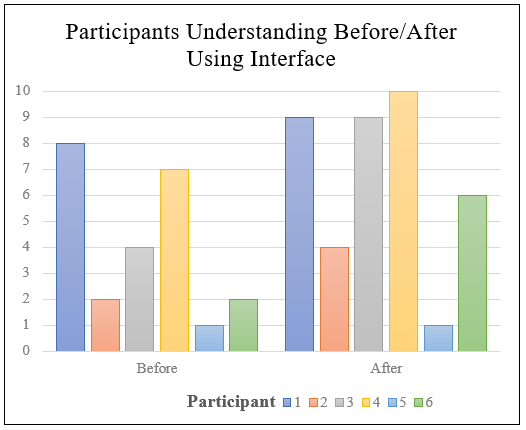 Participants Understanding Before/After
Using Interface
10
9
8
7
6
5
4
3
2
1
0
Before After
Participant 1 2 3 4 5 6